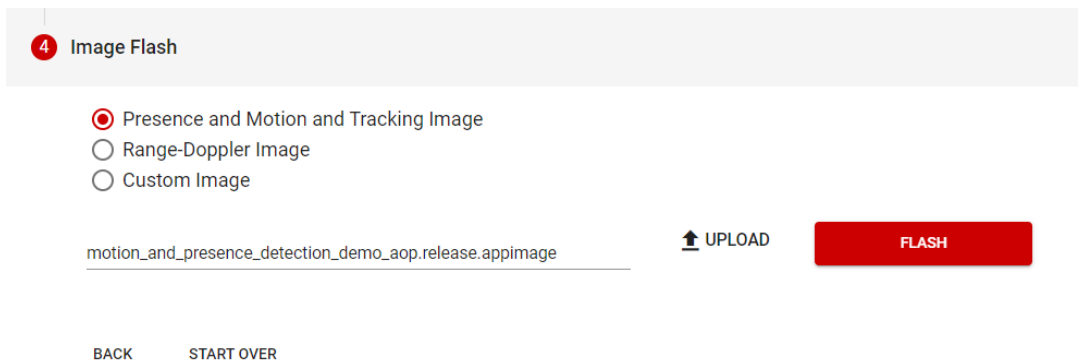 4 Image Flash
Presence and Motion and Tracking Image
Range-Doppler Image
Custom Image
motion_and_presence_detection_demo_aop.release.appimage UPLOAD FLASH
BACK START OVER